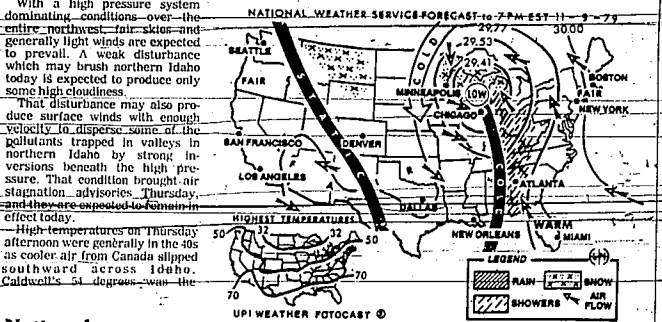 With a high pressure system
dominating conditions over the
entire northwest, fair skies and
generally light winds are expected
to prevail. A weak disturbance
which may brush northern Idaho
today is expected to produce only
some high cloudiness.
That disturbance may also pro-
duce surface winds with enough
velocity to disperse some of the
pollutants trapped in valleys in
northern Idaho by strong in-
versions beneath the high pres-
sure. That condition brought air
stagnation advisories Thursday,
and they are expected to remain in
effect today.
High temperatures on Thursday
afternoon were generally in the 40s
as cooler air from Canada slipped
southward across Idaho.
Caldwell's 54 degrees was the
NATIONAL WEATHER SERVICE FORECAST to 7 PM EST 11-9-79
29.77
30.00
29.53
29.41
SEATTLE
COLD
LOW
MINNEAPOLIS
BOSTON
FAIR
FAIR
NEW YORK
CHICAGO
STATIC
SAN FRANCISCO
DENVER
FAIR
LOS ANGELES
ATLANTA
DALLAS
NEW ORLEANS
WARM
MIAMI
HIGHEST TEMPERATURES
50
32
32
50
70
70
LEGEND
RAIN
SNOW
SHOWERS
AIR
FLOW
UPI WEATHER FOTOCAST